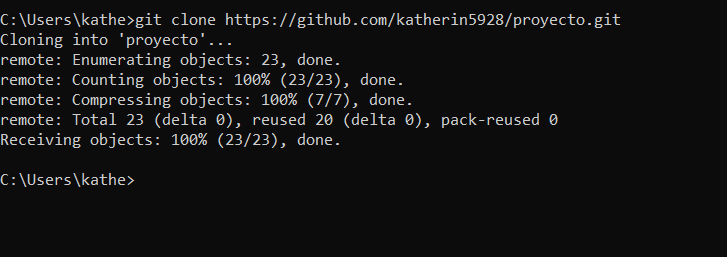 C:\Users\kathe>git clone https://github.com/katherin5928/proyecto.git
Cloning into 'proyecto'...
remote: Enumerating objects: 23, done.
remote: Counting objects: 100% (23/23), done.
remote: Compressing objects: 100% (7/7), done.
remote: Total 23 (delta 0), reused 20 (delta 0), pack-reused 0
Receiving objects: 100% (23/23), done.
C:\Users\kathe>